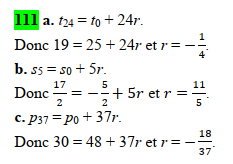 111 a. t24 = t0 + 24r.
Donc 19 = 25 + 24r et r = −1/4
b. s5 = s0 + 5r.
Donc 17/2 = −5/2 + 5r et r = 11/5
c. p37 = p0 + 37r.
Donc 30 = 48 + 37r et r = −18/37